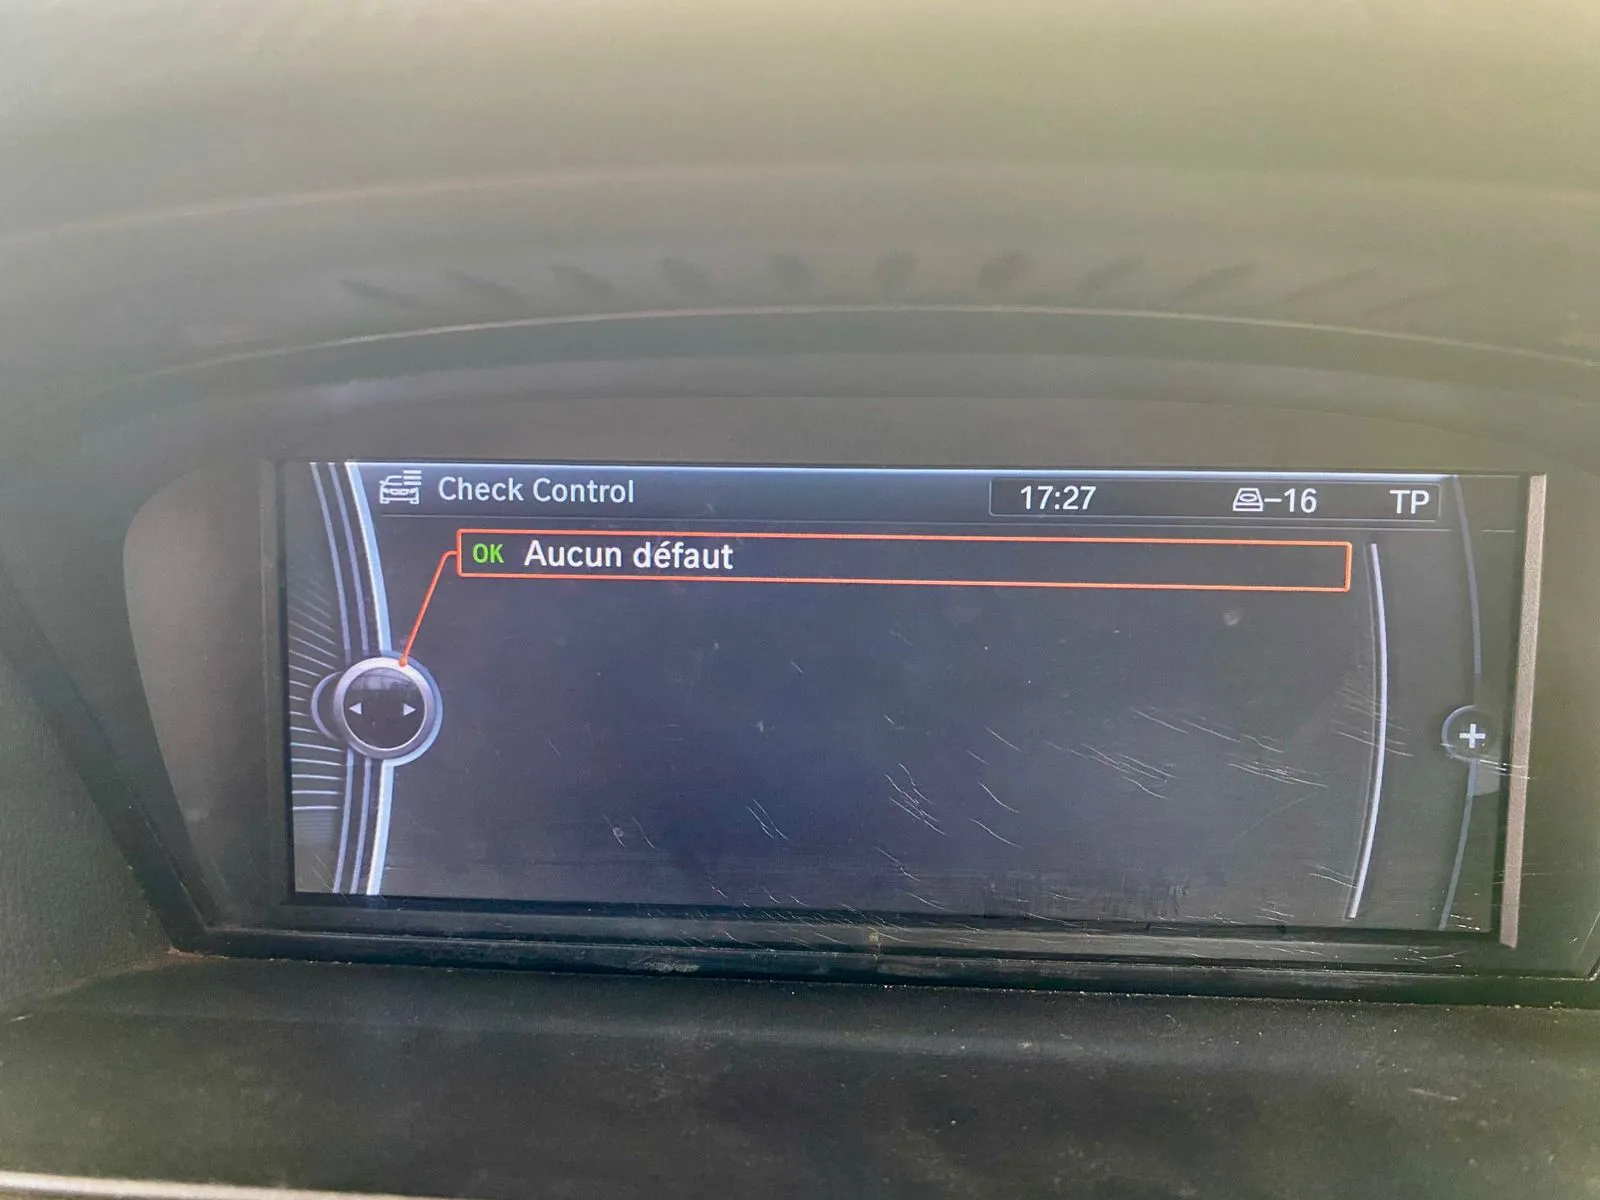 Check Control
17:27 –16 TP
OK Aucun défaut